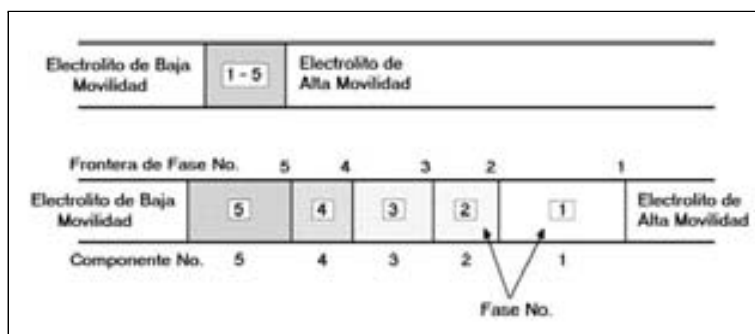 Electrolito de Baja
Movilidad
1 - 5
Electrolito de
Alta Movilidad
Frontera de Fase No. 5 4 3 2 1
Electrolito de Baja
Movilidad
5 4 3 2 1
Electrolito de
Alta Movilidad
Componente No. 5 4 3 2 1
Fase No.